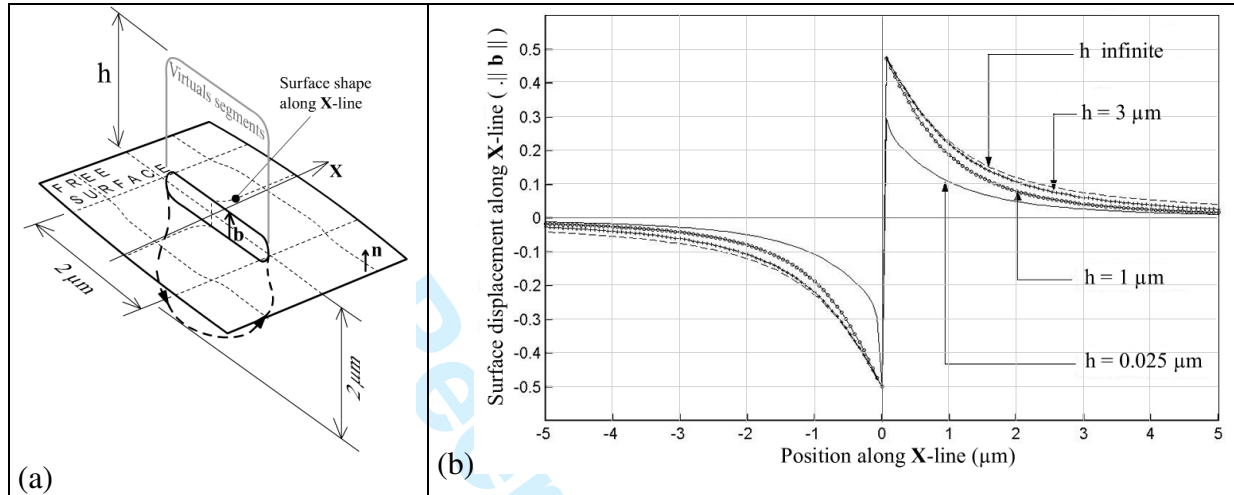 h
Virtuals segments
Surface shape
along X-line
X
FREE
SURFACE
b
n
2 µm
2 µm
(a)
Surface displacement along X-line ( .|| b ||)
0.5
0.4
0.3
0.2
0.1
0
-0.1
-0.2
-0.3
-0.4
-0.5
h infinite
h = 3 µm
h = 1 µm
h = 0.025 µm
-5
-4
-3
-2
-1
0
1
2
3
4
5
Position along X-line (µm)
(b)